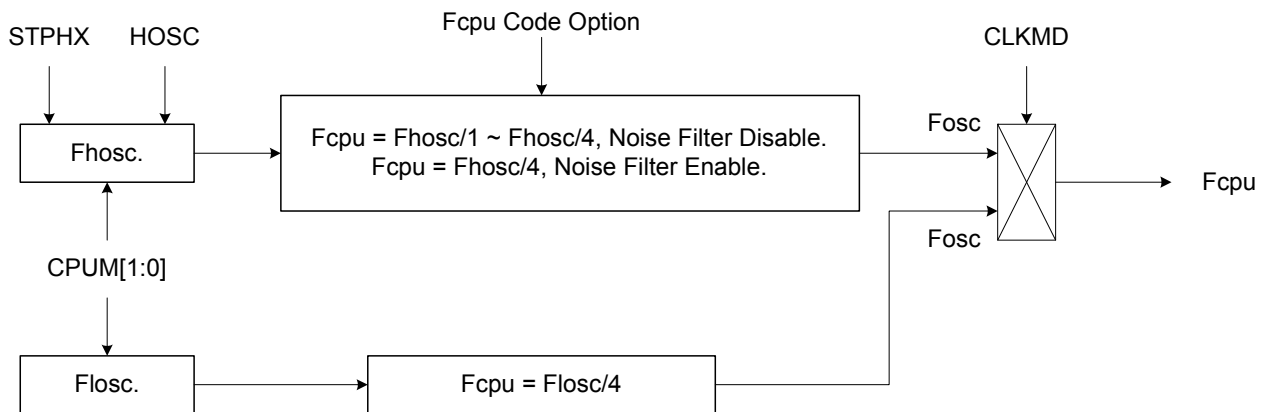 Fcpu Code Option
STPHX
HOSC
CLKMD
Fcpu = Fhosc/1 ~ Fhosc/4, Noise Filter Disable.
Fcpu = Fhosc/4, Noise Filter Enable.
Fhosc.
Fosc
Fcpu
Fosc
CPUM[1:0]
Flosc.
Fcpu = Flosc/4